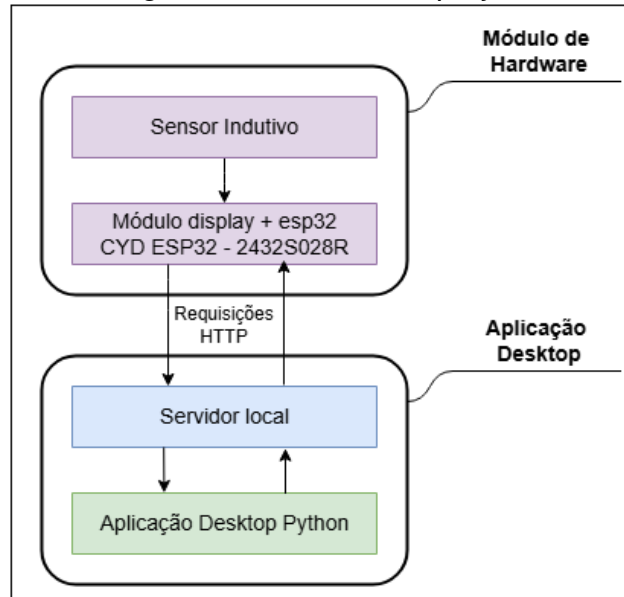 Módulo de
Hardware
Sensor Indutivo
Módulo display + esp32
CYD ESP32 - 2432S028R
Requisições
HTTP
Aplicação
Desktop
Servidor local
Aplicação Desktop Python